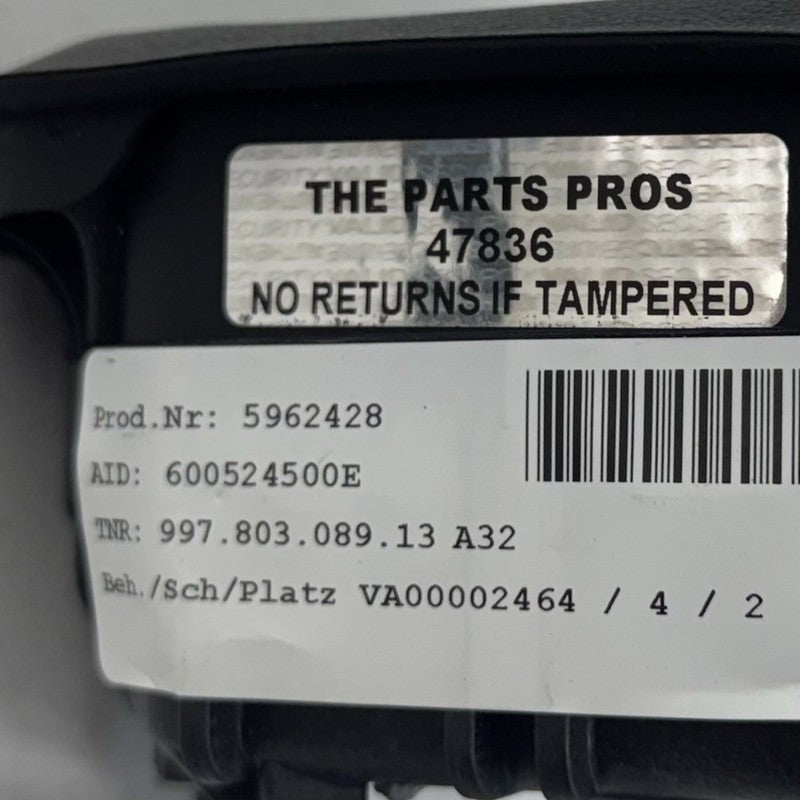 THE PARTS PROS
47836
NO RETURNS IF TAMPERED
Prod.Nr: 5962428
AID: 600524500E
TNR: 997.803.089.13 A32
Beh./Sch/Platz VA00002464 / 4 / 2